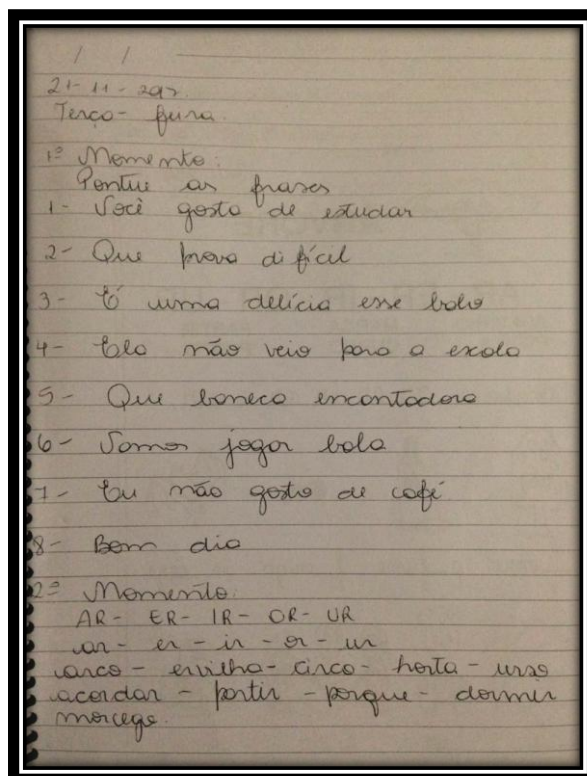 / /
21-11-2017
Terça-feira.
1º Momento:
Pontue as frases
1- Você gosta de estudar
2- Que prova difícil
3- É uma delícia esse bolo
4- Ela não veio para a escola
5- Que boneca encantadora
6- Vamos jogar bola
7- Eu não gosto de café
8- Bom dia
2º Momento.
AR- ER- IR- OR- UR
ar- er - ir - or - ur
arco - ervilha - circo - horta - urso
acordar - partir - porque - dormir
morcego.